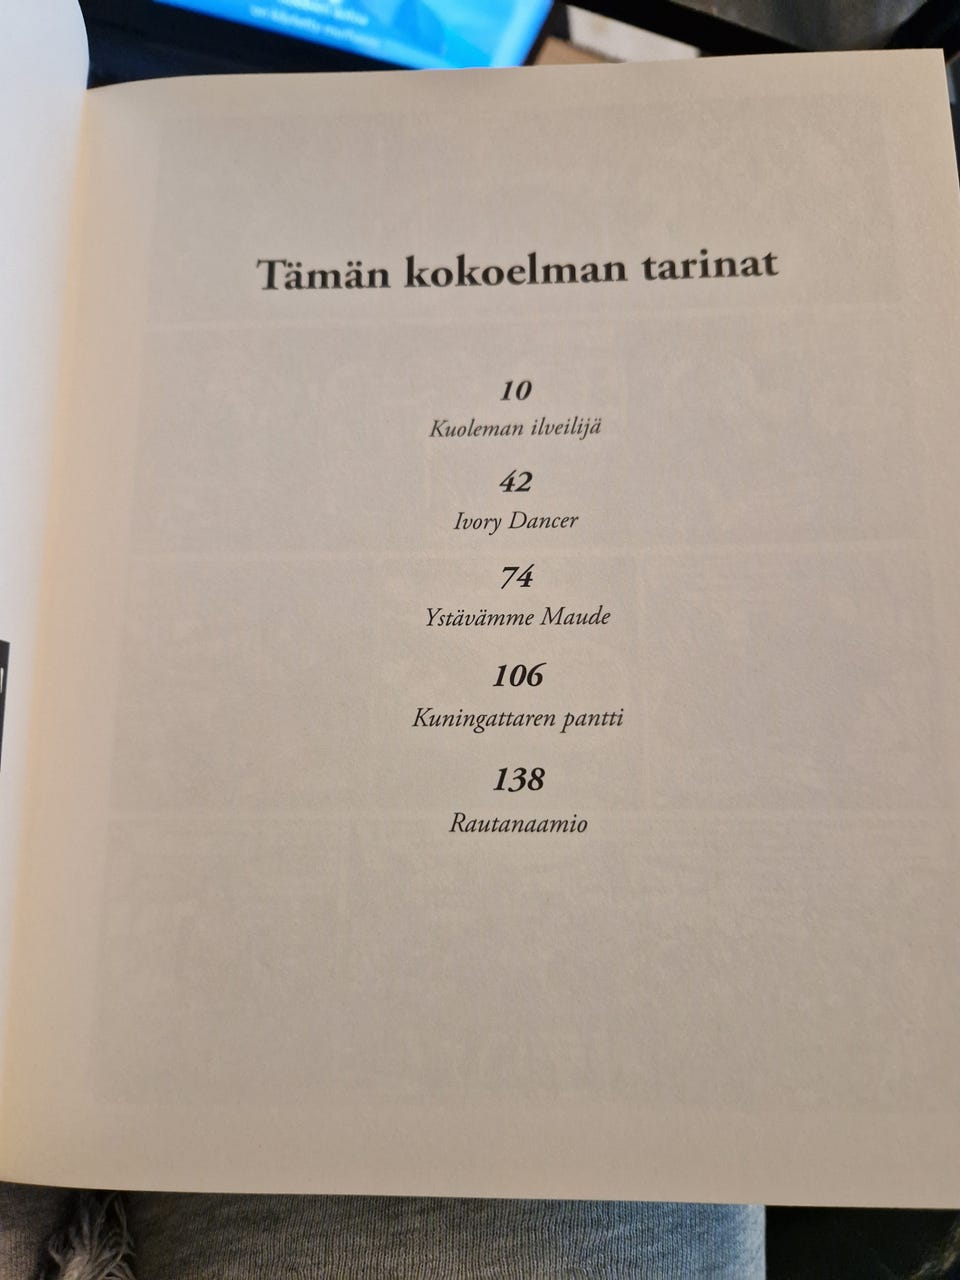 Tämän kokoelman tarinat
10
Kuoleman ilveilijä
42
Ivory Dancer
74
Ystävämme Maude
106
Kuningattaren pantti
138
Rautanaamio